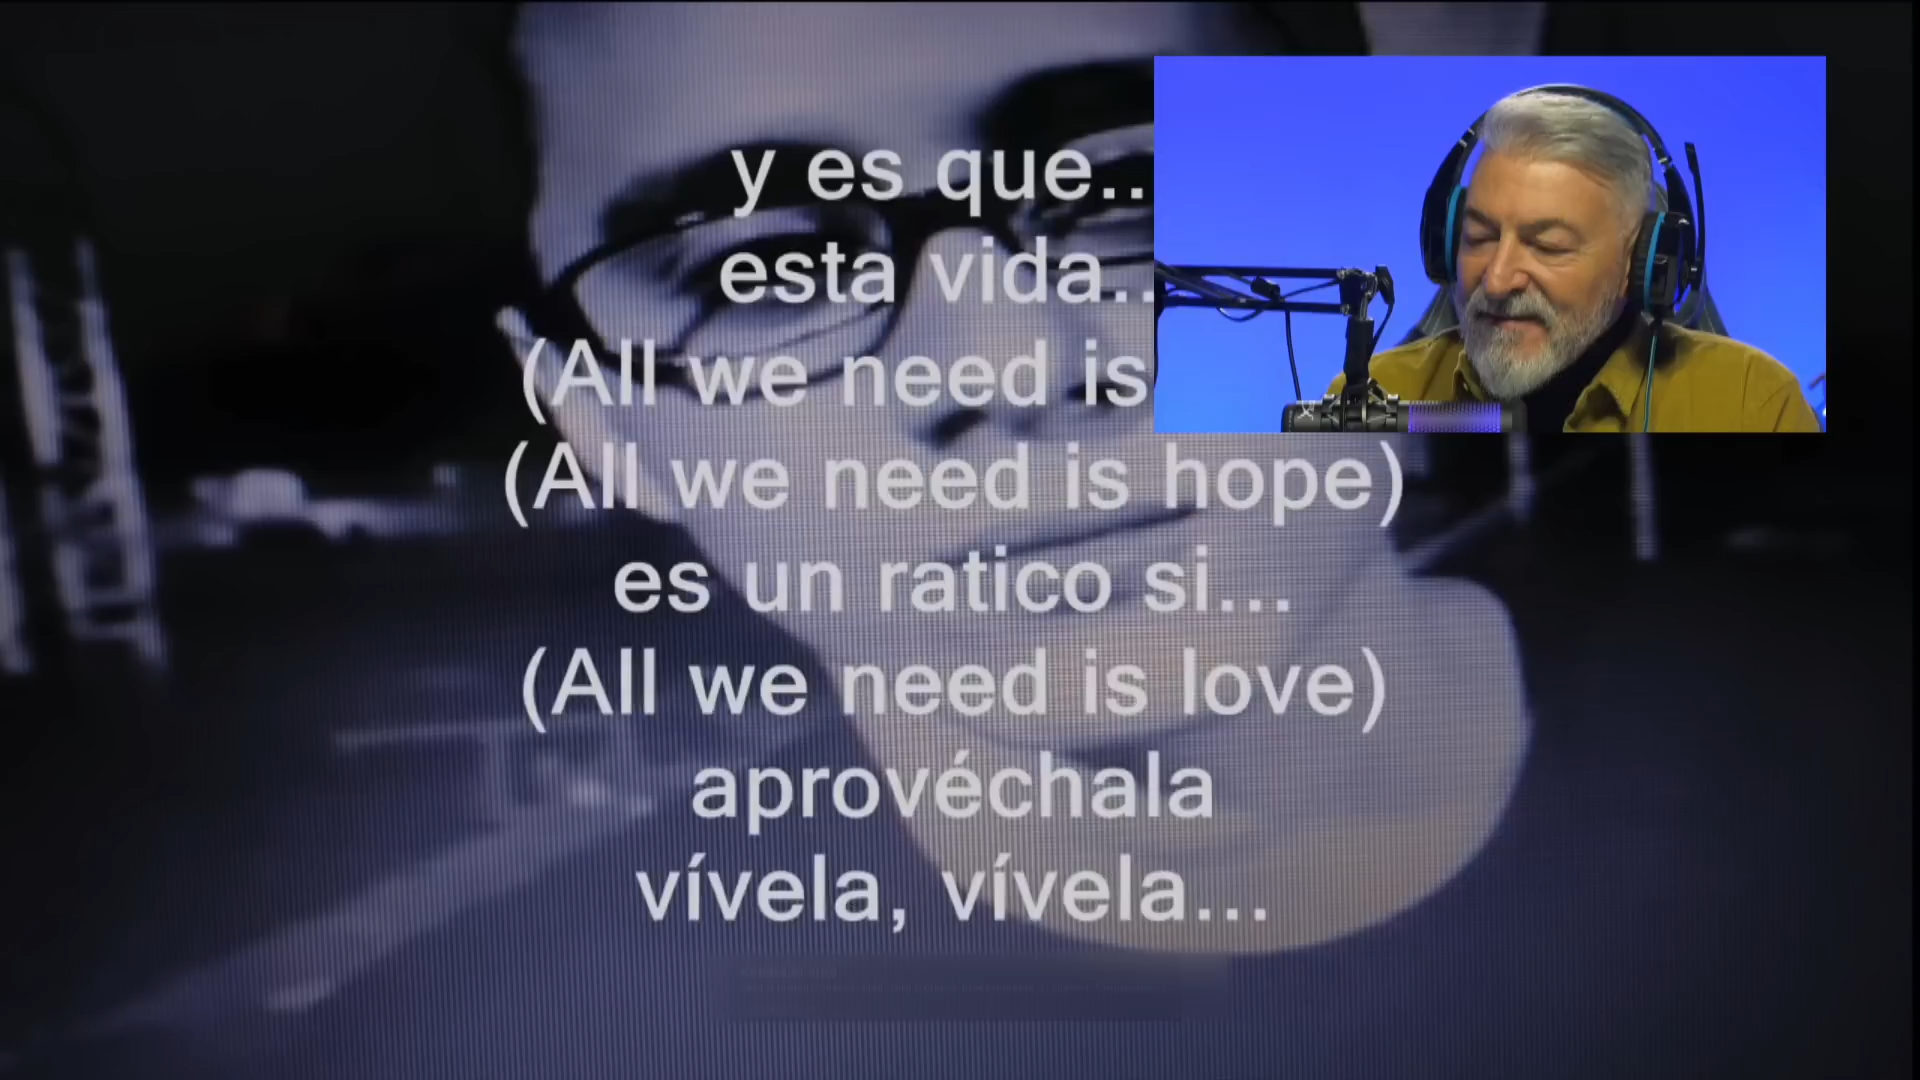 y es que..
esta vida..
(All we need is
(All we need is hope)
es un ratico si...
(All we need is love)
aprovéchala
vívela, vívela...